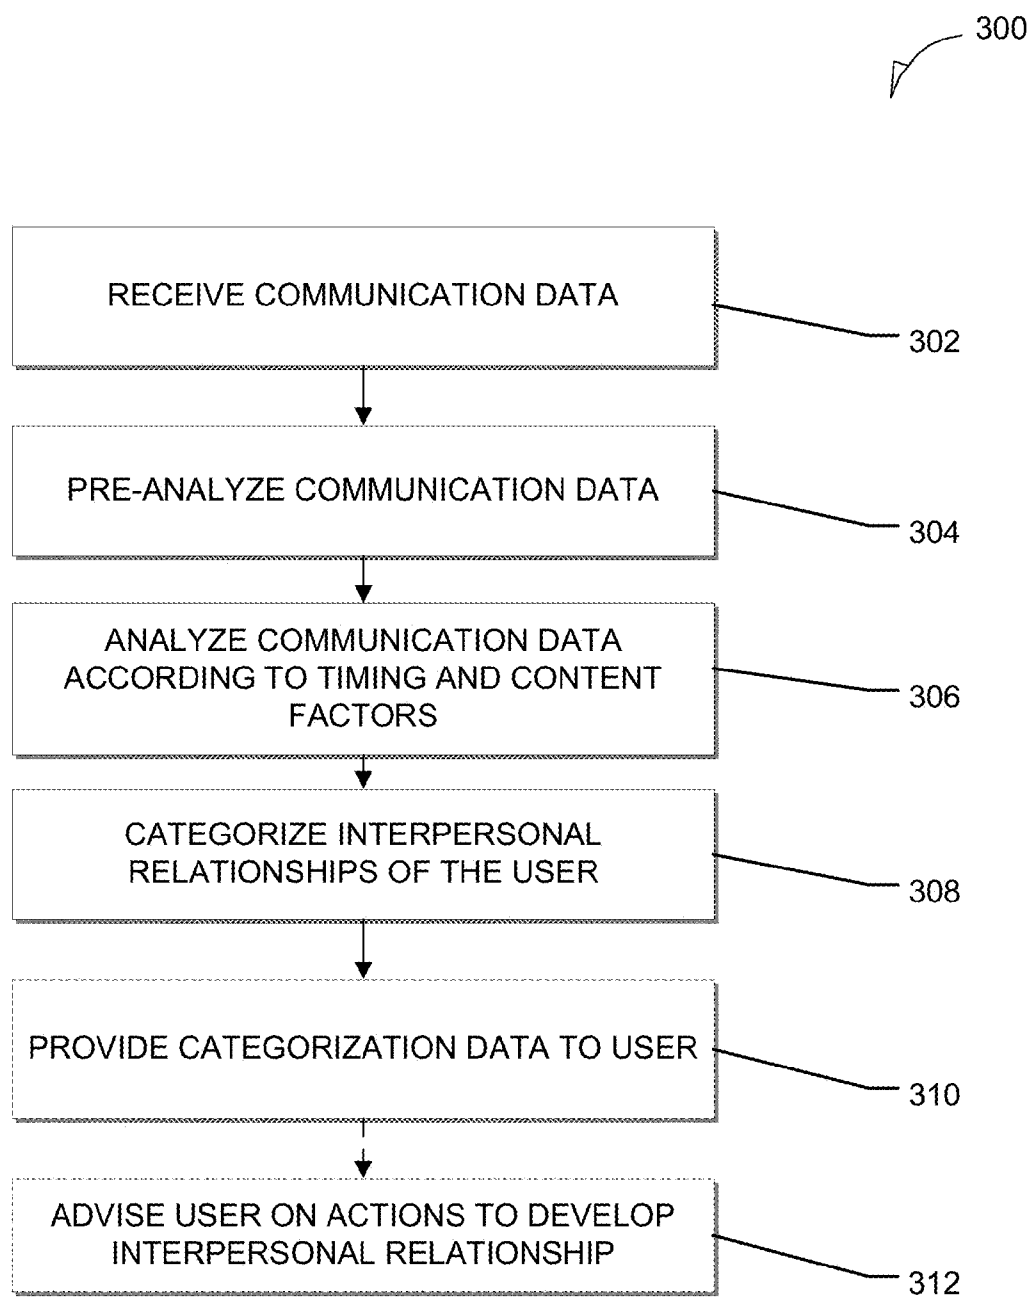 300
RECEIVE COMMUNICATION DATA
302
PRE-ANALYZE COMMUNICATION DATA
304
ANALYZE COMMUNICATION DATA
ACCORDING TO TIMING AND CONTENT
FACTORS
306
CATEGORIZE INTERPERSONAL
RELATIONSHIPS OF THE USER
308
PROVIDE CATEGORIZATION DATA TO USER
310
ADVISE USER ON ACTIONS TO DEVELOP
INTERPERSONAL RELATIONSHIP
312